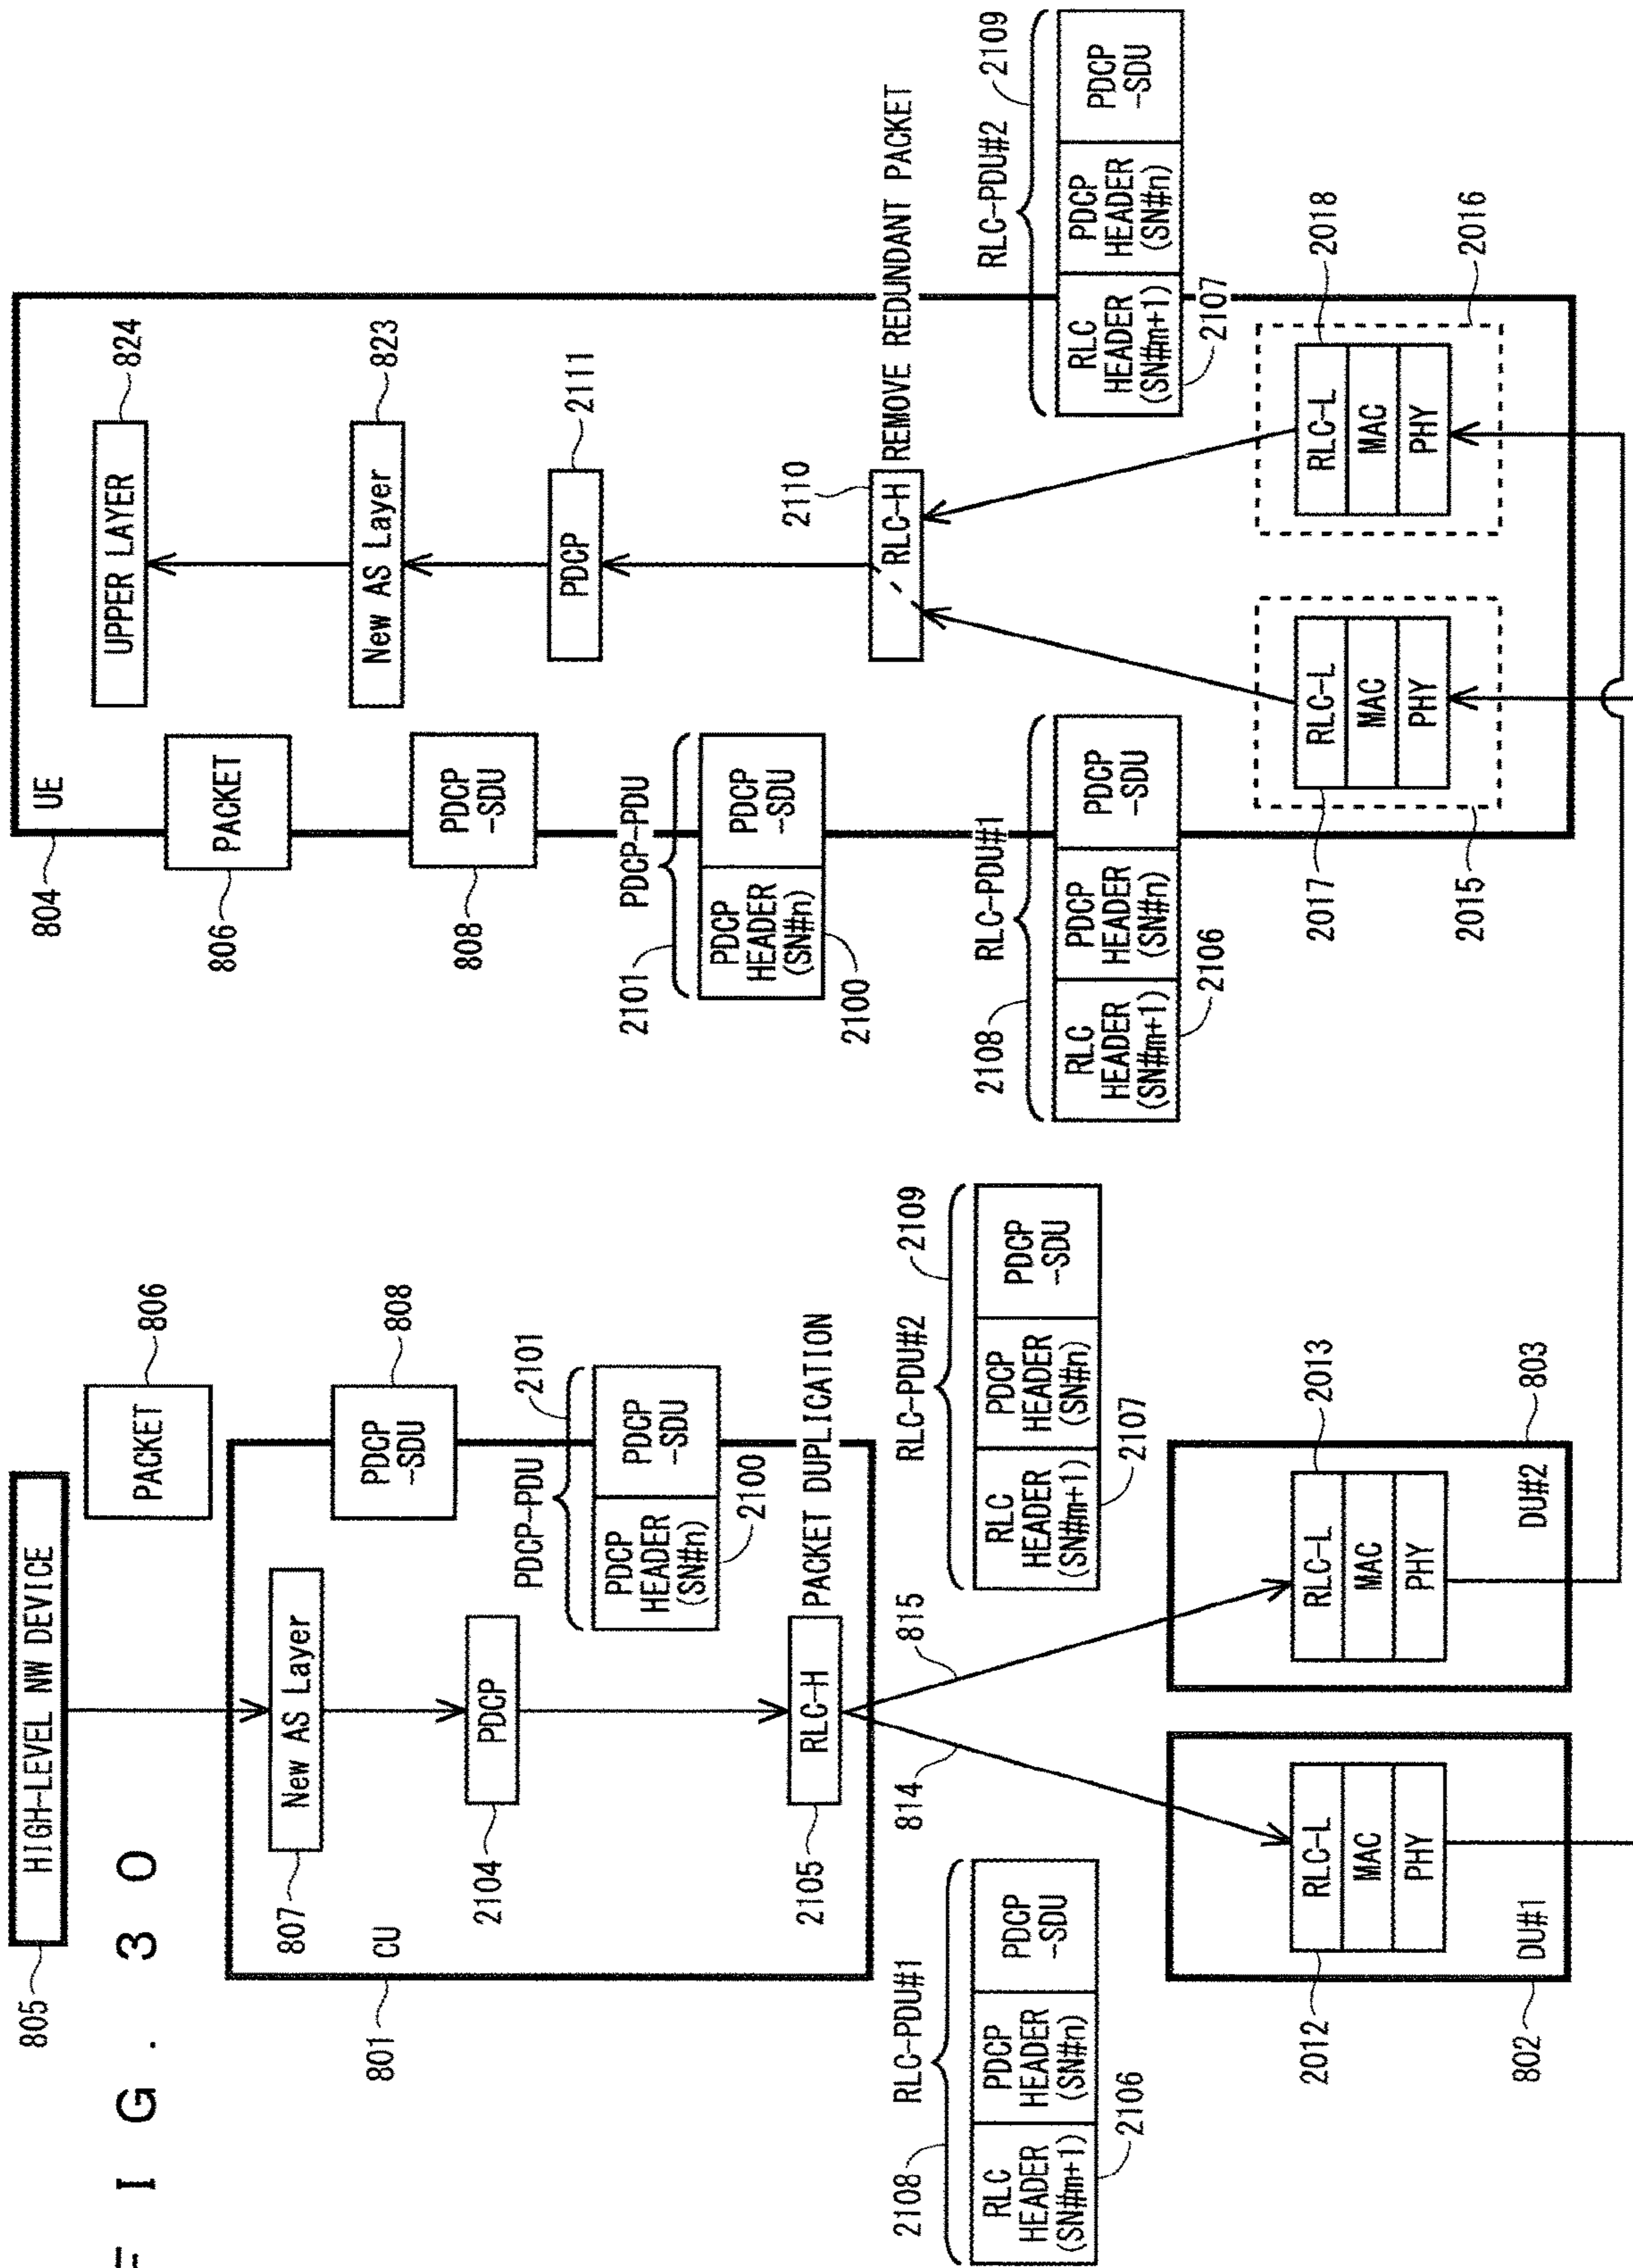 FIG. 30
805
HIGH-LEVEL NW DEVICE
PACKET
806
801
CU
807
New AS Layer
PDCP
-SDU
808
2104
PDCP
PDCP-PDU
2101
PDCP
HEADER
(SN#n)
PDCP
-SDU
2100
2105
RLC-H
PACKET DUPLICATION
814
815
2108
RLC-PDU#1
RLC
HEADER
(SN#m+1)
PDCP
HEADER
(SN#n)
PDCP
-SDU
2106
RLC-PDU#2
2109
RLC
HEADER
(SN#m+1)
PDCP
HEADER
(SN#n)
PDCP
-SDU
2107
2012
RLC-L
MAC
PHY
802
DU#1
RLC-L
MAC
PHY
2013
DU#2
803
804
UE
806
PACKET
UPPER LAYER
824
808
PDCP
-SDU
New AS Layer
823
2101
PDCP-PDU
PDCP
HEADER
(SN#n)
PDCP
-SDU
2100
PDCP
2111
2110
RLC-H
REMOVE REDUNDANT PACKET
2108
RLC-PDU#1
RLC
HEADER
(SN#m+1)
PDCP
HEADER
(SN#n)
PDCP
-SDU
2106
RLC-PDU#2
2109
RLC
HEADER
(SN#m+1)
PDCP
HEADER
(SN#n)
PDCP
-SDU
2107
2017
RLC-L
MAC
PHY
2015
RLC-L
MAC
PHY
2018
2016